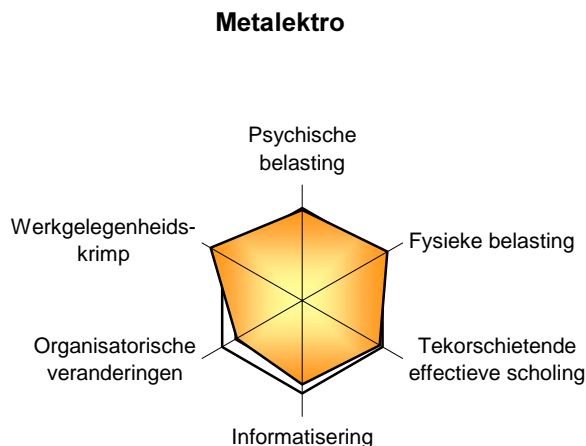 Metalektro
Psychische
belasting
Werkgelegenheids-
krimp
Fysieke belasting
Organisatorische
veranderingen
Tekorschietende
effectieve scholing
Informatisering